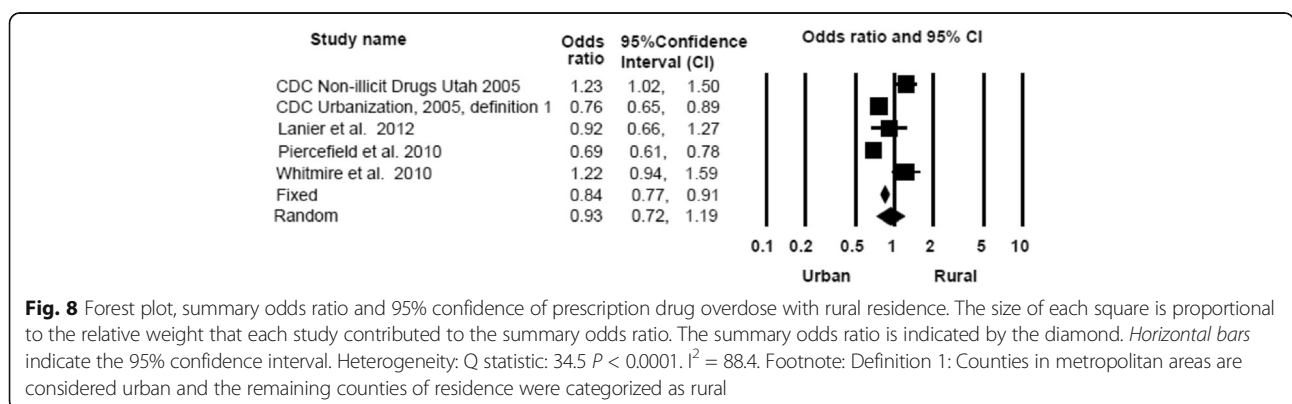 Study name Odds ratio 95%Confidence Interval (CI) Odds ratio and 95% CI
CDC Non-illicit Drugs Utah 2005 1.23 1.02, 1.50
CDC Urbanization, 2005, definition 1 0.76 0.65, 0.89
Lanier et al. 2012 0.92 0.66, 1.27
Piercefield et al. 2010 0.69 0.61, 0.78
Whitmire et al. 2010 1.22 0.94, 1.59
Fixed 0.84 0.77, 0.91
Random 0.93 0.72, 1.19
0.1 0.2 0.5 1 2 5 10
Urban Rural
Fig. 8 Forest plot, summary odds ratio and 95% confidence of prescription drug overdose with rural residence. The size of each square is proportional
to the relative weight that each study contributed to the summary odds ratio. The summary odds ratio is indicated by the diamond. Horizontal bars
indicate the 95% confidence interval. Heterogeneity: Q statistic: 34.5 P < 0.0001. I² = 88.4. Footnote: Definition 1: Counties in metropolitan areas are
considered urban and the remaining counties of residence were categorized as rural